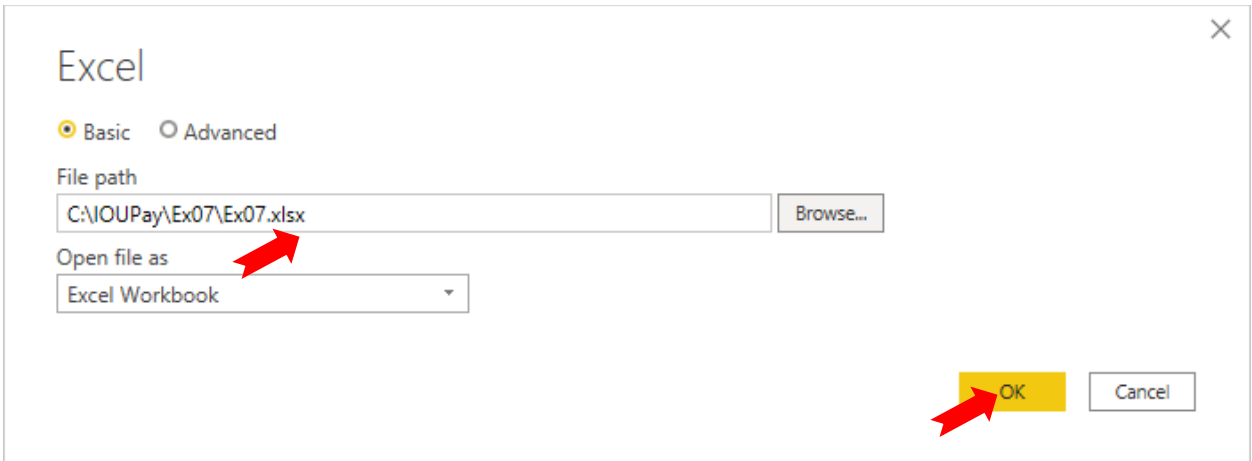 Excel
Basic Advanced
File path
C:\IOUPay\Ex07\Ex07.xlsx Browse...
Open file as
Excel Workbook
OK Cancel